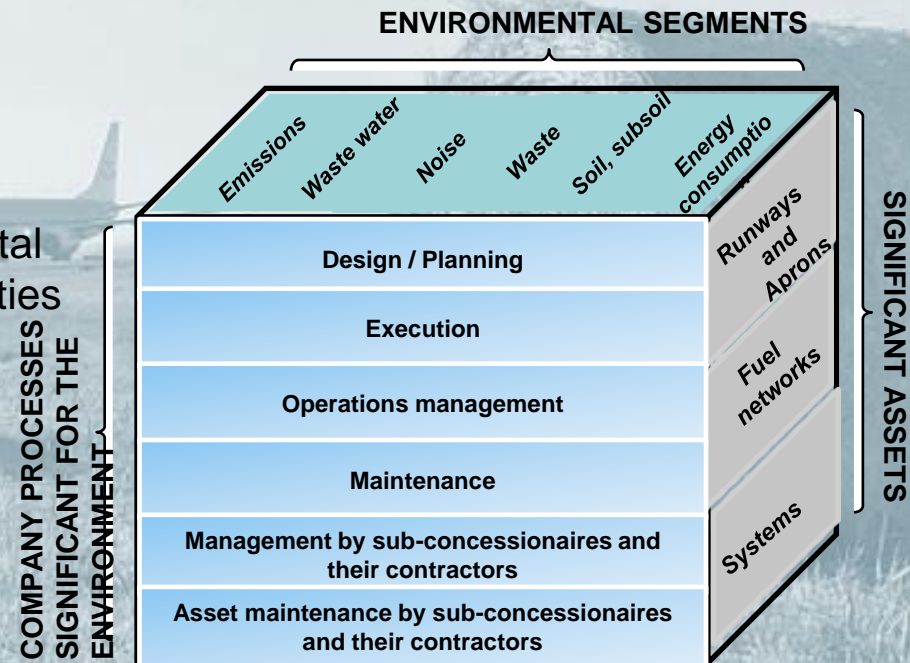 ENVIRONMENTAL SEGMENTS
Emissions
Waste water
Noise
Waste
Soil, subsoil
Energy
consumptio
tal
ties
COMPANY PROCESSES
SIGNIFICANT FOR THE
ENVIRONMENT
Design / Planning
Execution
Operations management
Maintenance
Management by sub-concessionaires and
their contractors
Asset maintenance by sub-concessionaires
and their contractors
Runways
and
Aprons
Fuel
networks
Systems
SIGNIFICANT ASSETS